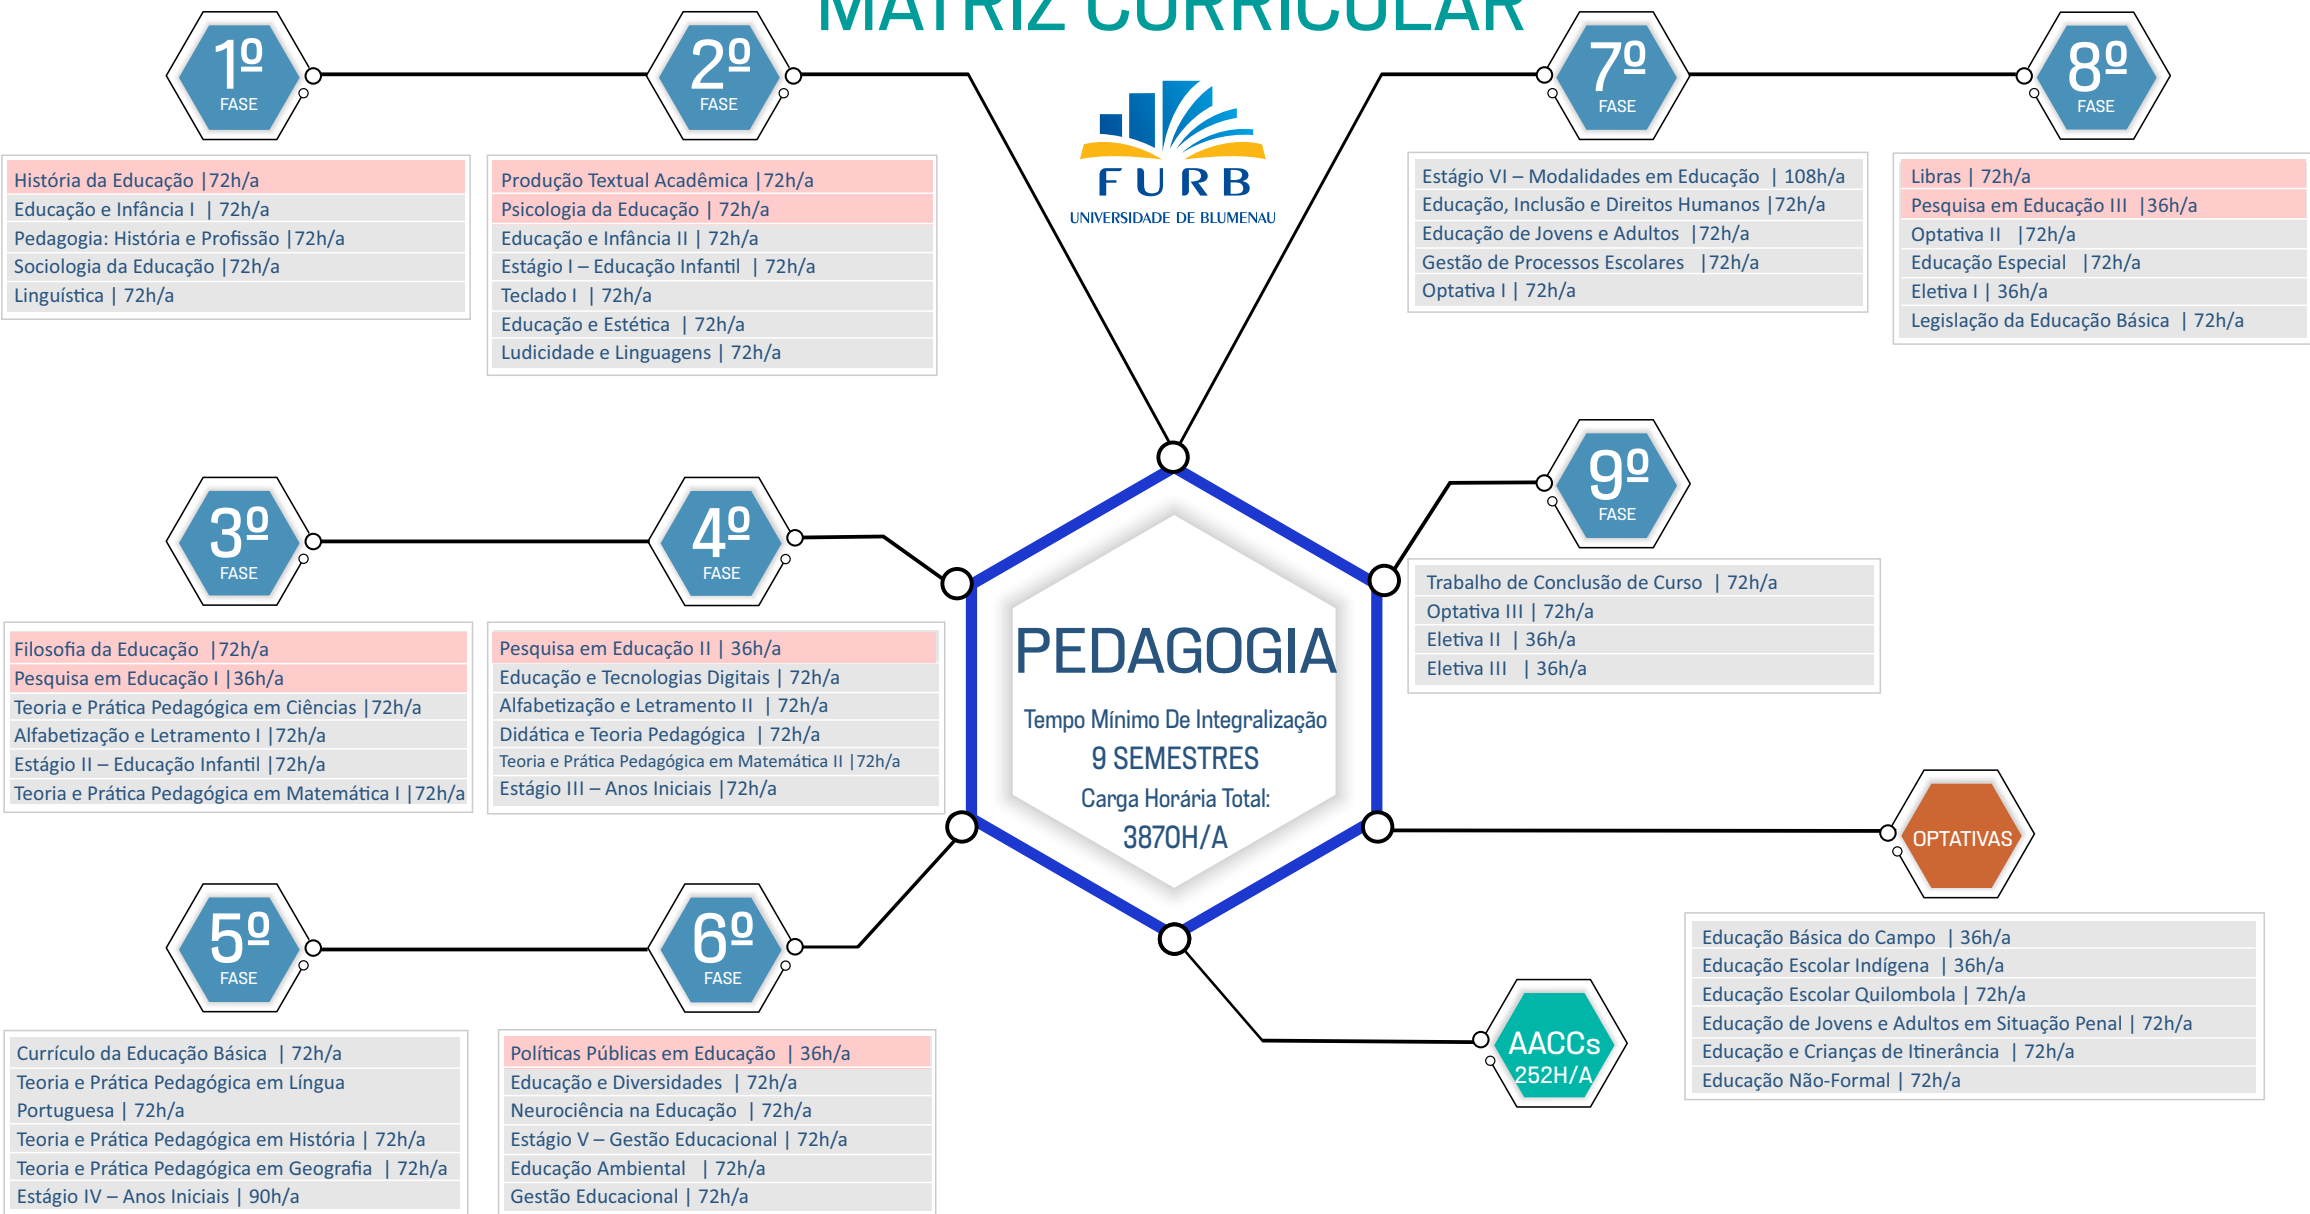 MATRIZ CURRICULAR
1º
FASE
História da Educação |72h/a
Educação e Infância I | 72h/a
Pedagogia: História e Profissão |72h/a
Sociologia da Educação |72h/a
Linguística | 72h/a
2º
FASE
Produção Textual Acadêmica |72h/a
Psicologia da Educação | 72h/a
Educação e Infância II | 72h/a
Estágio I – Educação Infantil | 72h/a
Teclado I | 72h/a
Educação e Estética | 72h/a
Ludicidade e Linguagens | 72h/a
FURB
UNIVERSIDADE DE BLUMENAU
7º
FASE
Estágio VI – Modalidades em Educação | 108h/a
Educação, Inclusão e Direitos Humanos |72h/a
Educação de Jovens e Adultos |72h/a
Gestão de Processos Escolares |72h/a
Optativa I | 72h/a
8º
FASE
Libras | 72h/a
Pesquisa em Educação III |36h/a
Optativa II |72h/a
Educação Especial |72h/a
Eletiva I | 36h/a
Legislação da Educação Básica | 72h/a
3º
FASE
Filosofia da Educação |72h/a
Pesquisa em Educação I |36h/a
Teoria e Prática Pedagógica em Ciências |72h/a
Alfabetização e Letramento I |72h/a
Estágio II – Educação Infantil |72h/a
Teoria e Prática Pedagógica em Matemática I |72h/a
4º
FASE
Pesquisa em Educação II | 36h/a
Educação e Tecnologias Digitais | 72h/a
Alfabetização e Letramento II | 72h/a
Didática e Teoria Pedagógica | 72h/a
Teoria e Prática Pedagógica em Matemática II |72h/a
Estágio III – Anos Iniciais |72h/a
PEDAGOGIA
Tempo Mínimo De Integralização
9 SEMESTRES
Carga Horária Total:
3870H/A
9º
FASE
Trabalho de Conclusão de Curso | 72h/a
Optativa III | 72h/a
Eletiva II | 36h/a
Eletiva III | 36h/a
5º
FASE
Currículo da Educação Básica | 72h/a
Teoria e Prática Pedagógica em Língua
Portuguesa | 72h/a
Teoria e Prática Pedagógica em História | 72h/a
Teoria e Prática Pedagógica em Geografia | 72h/a
Estágio IV – Anos Iniciais | 90h/a
6º
FASE
Políticas Públicas em Educação | 36h/a
Educação e Diversidades | 72h/a
Neurociência na Educação | 72h/a
Estágio V – Gestão Educacional | 72h/a
Educação Ambiental | 72h/a
Gestão Educacional | 72h/a
AACCs
252H/A
OPTATIVAS
Educação Básica do Campo | 36h/a
Educação Escolar Indígena | 36h/a
Educação Escolar Quilombola | 72h/a
Educação de Jovens e Adultos em Situação Penal | 72h/a
Educação e Crianças de Itinerância | 72h/a
Educação Não-Formal | 72h/a